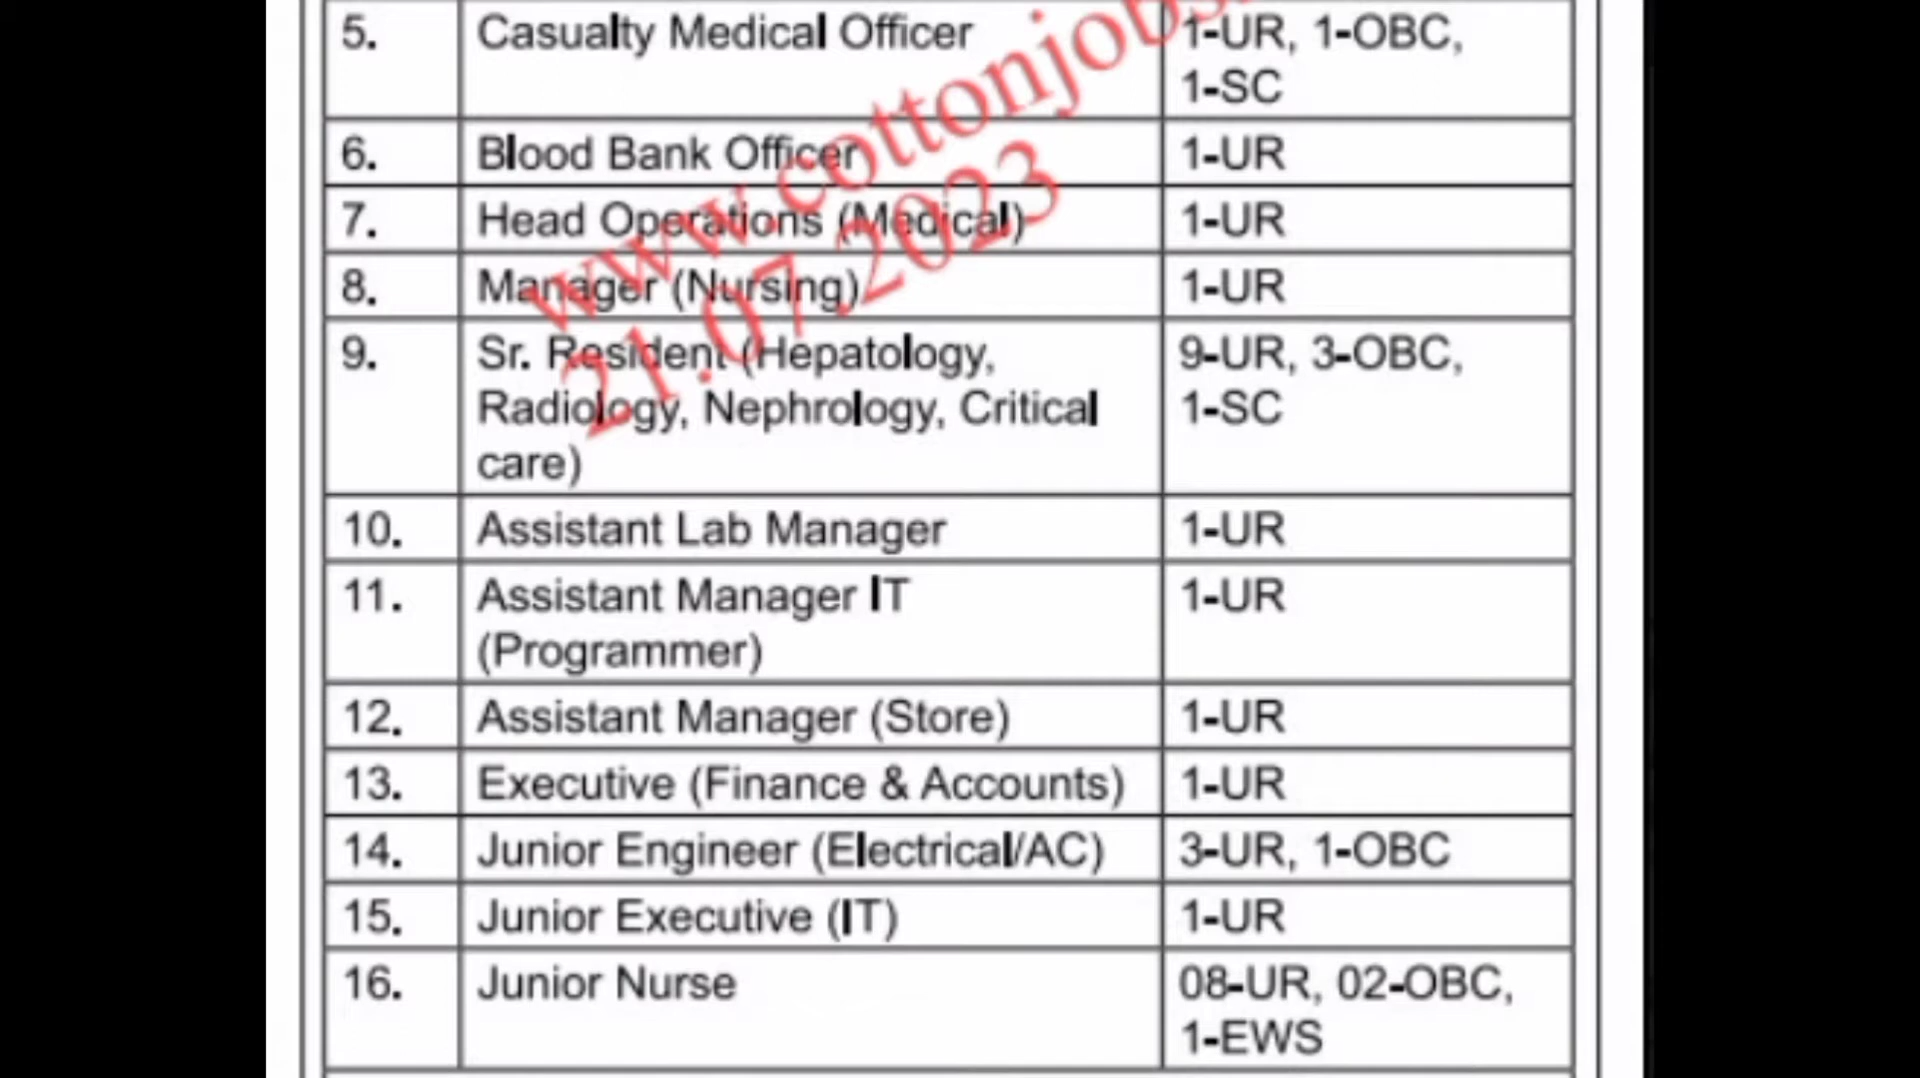 5. Casualty Medical Officer 1-UR, 1-OBC,
1-SC
6. Blood Bank Officer 1-UR
7. Head Operations (Medical) 1-UR
8. Manager (Nursing) 1-UR
9. Sr. Resident (Hepatology, 9-UR, 3-OBC,
Radiology, Nephrology, Critical 1-SC
care)
10. Assistant Lab Manager 1-UR
11. Assistant Manager IT 1-UR
(Programmer)
12. Assistant Manager (Store) 1-UR
13. Executive (Finance & Accounts) 1-UR
14. Junior Engineer (Electrical/AC) 3-UR, 1-OBC
15. Junior Executive (IT) 1-UR
16. Junior Nurse 08-UR, 02-OBC,
1-EWS
www.cottonjobs.
21.07.2023